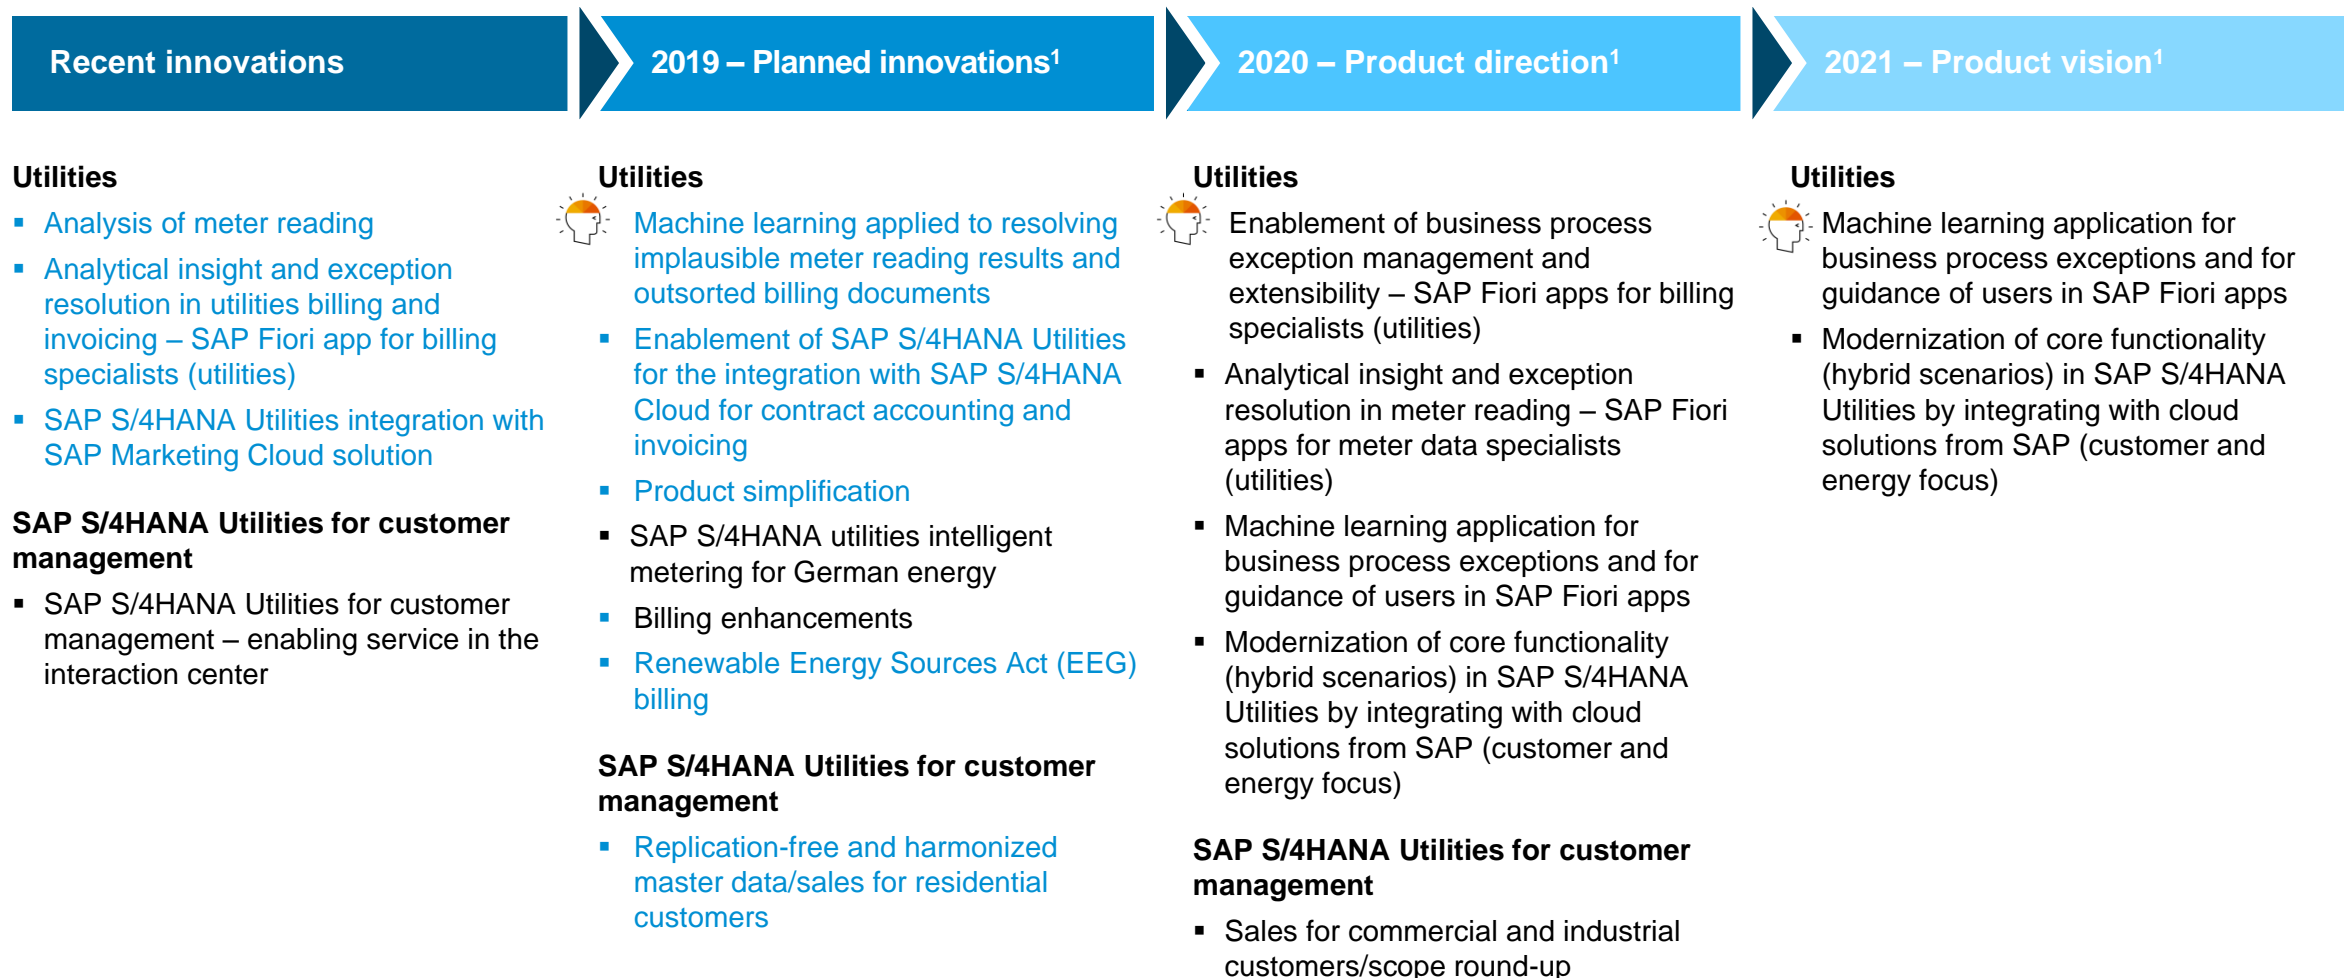 Recent innovations
2019 – Planned innovations¹
2020 – Product direction¹
2021 – Product vision¹
Utilities
▪ Analysis of meter reading
▪ Analytical insight and exception
resolution in utilities billing and
invoicing – SAP Fiori app for billing
specialists (utilities)
▪ SAP S/4HANA Utilities integration with
SAP Marketing Cloud solution
SAP S/4HANA Utilities for customer
management
▪ SAP S/4HANA Utilities for customer
management – enabling service in the
interaction center
Utilities
Machine learning applied to resolving
implausible meter reading results and
outsorted billing documents
▪ Enablement of SAP S/4HANA Utilities
for the integration with SAP S/4HANA
Cloud for contract accounting and
invoicing
▪ Product simplification
▪ SAP S/4HANA utilities intelligent
metering for German energy
▪ Billing enhancements
▪ Renewable Energy Sources Act (EEG)
billing
SAP S/4HANA Utilities for customer
management
▪ Replication-free and harmonized
master data/sales for residential
customers
Utilities
Enablement of business process
exception management and
extensibility – SAP Fiori apps for billing
specialists (utilities)
▪ Analytical insight and exception
resolution in meter reading – SAP Fiori
apps for meter data specialists
(utilities)
▪ Machine learning application for
business process exceptions and for
guidance of users in SAP Fiori apps
▪ Modernization of core functionality
(hybrid scenarios) in SAP S/4HANA
Utilities by integrating with cloud
solutions from SAP (customer and
energy focus)
SAP S/4HANA Utilities for customer
management
▪ Sales for commercial and industrial
customers/scope round-up
Utilities
Machine learning application for
business process exceptions and for
guidance of users in SAP Fiori apps
▪ Modernization of core functionality
(hybrid scenarios) in SAP S/4HANA
Utilities by integrating with cloud
solutions from SAP (customer and
energy focus)